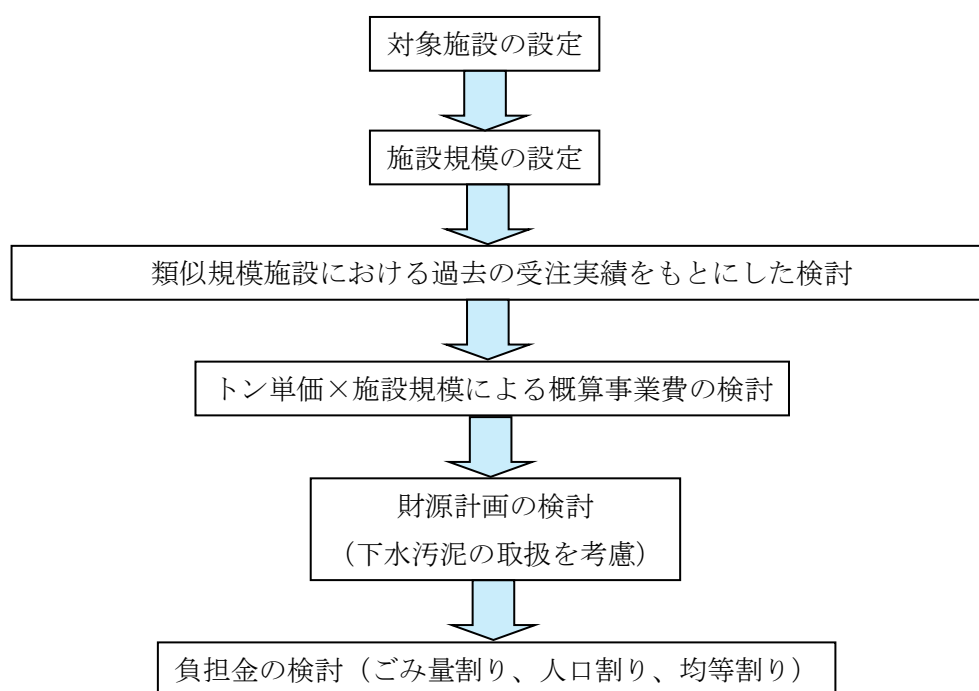 対象施設の設定
施設規模の設定
類似規模施設における過去の受注実績をもとにした検討
トン単価×施設規模による概算事業費の検討
財源計画の検討
（下水汚泥の取扱を考慮）
負担金の検討（ごみ量割り、人口割り、均等割り）